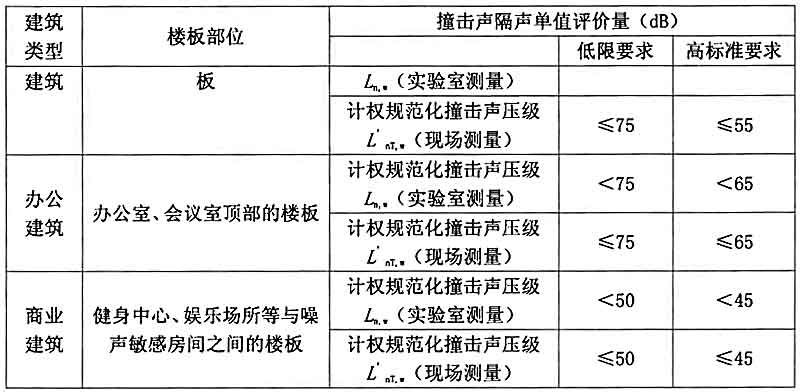 建筑
类型
楼板部位
撞击声隔声单值评价量（dB）
低限要求
高标准要求
建筑
板
Ln,w（实验室测量）
计权规范化撞击声压级
L'nT,w（现场测量）
≤75
≤55
办公
建筑
办公室、会议室顶部的楼板
计权规范化撞击声压级
Ln,w（实验室测量）
<75
<65
计权规范化撞击声压级
L'nT,w（现场测量）
≤75
≤65
商业
建筑
健身中心、娱乐场所等与噪
声敏感房间之间的楼板
计权规范化撞击声压级
Ln,w（实验室测量）
<50
<45
计权规范化撞击声压级
L'nT,w（现场测量）
≤50
≤45